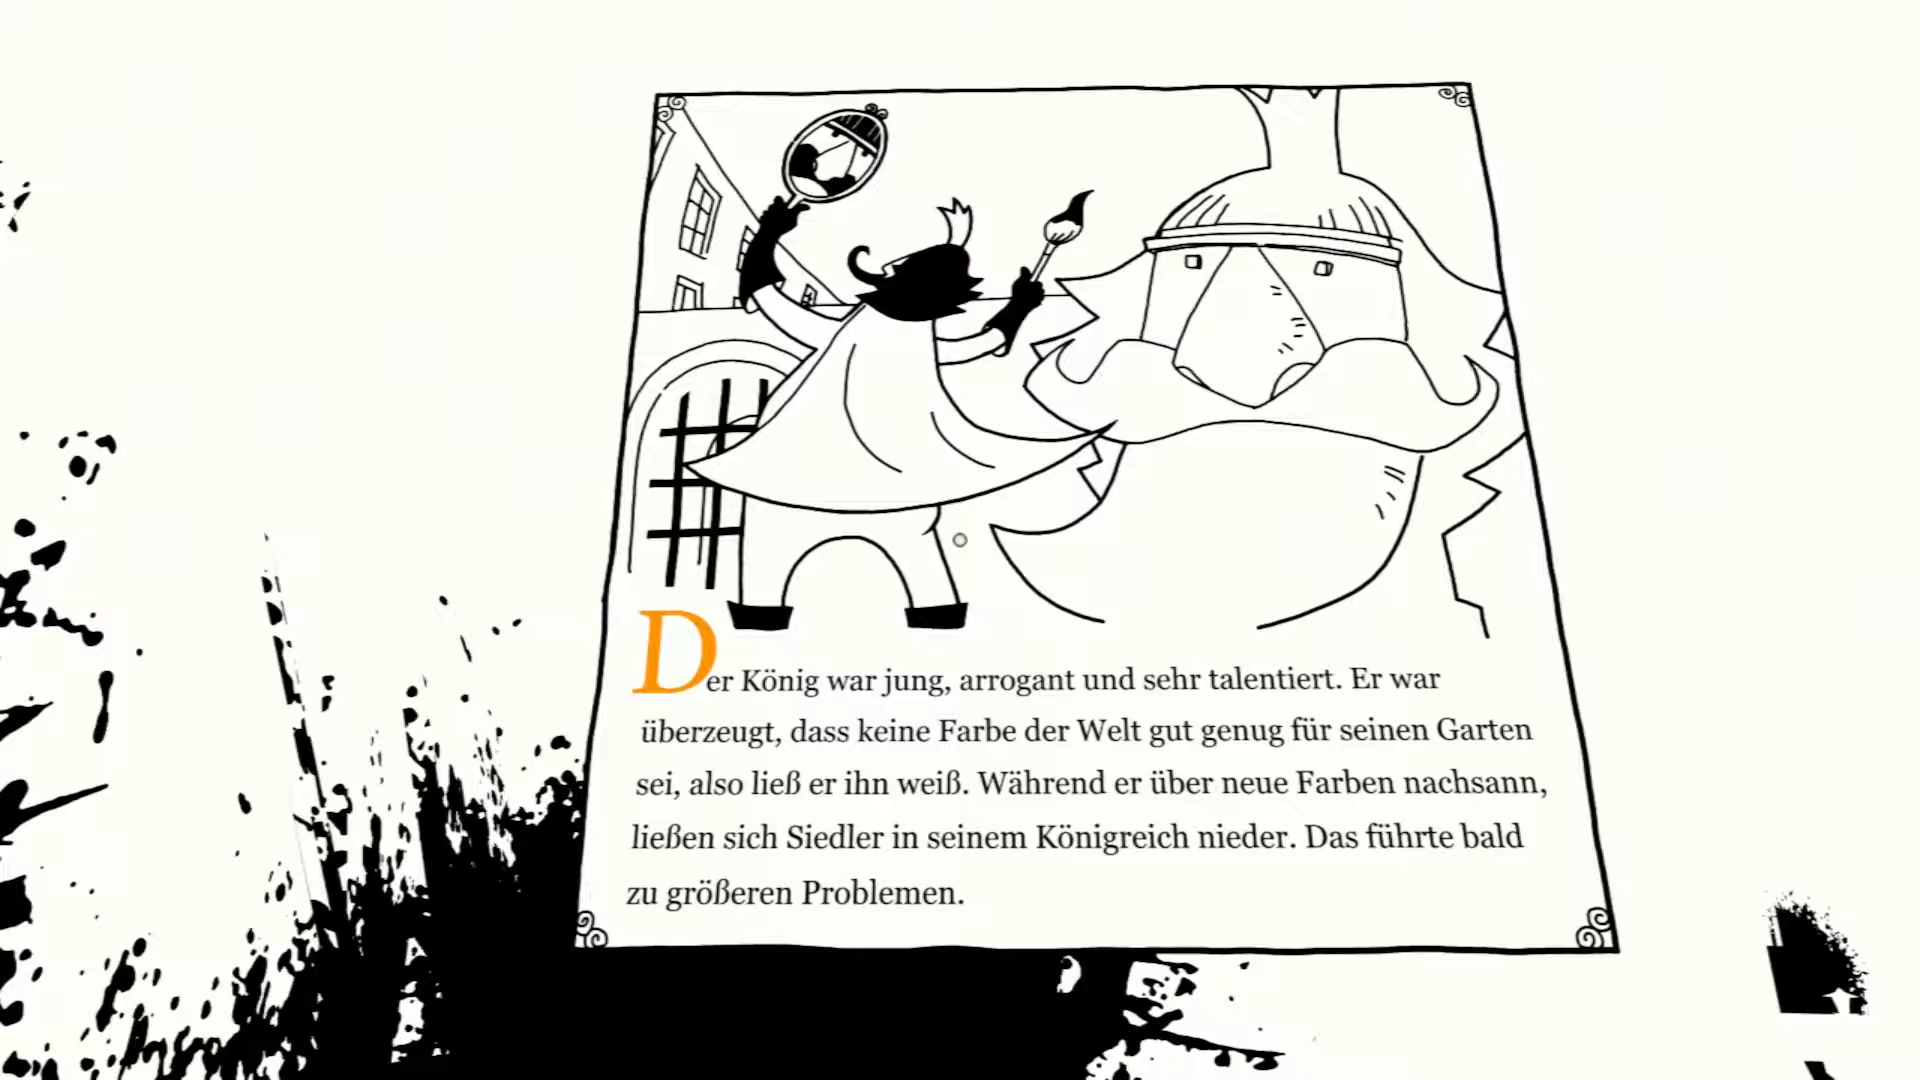 Der König war jung, arrogant und sehr talentiert. Er war
überzeugt, dass keine Farbe der Welt gut genug für seinen Garten
sei, also ließ er ihn weiß. Während er über neue Farben nachsann,
ließen sich Siedler in seinem Königreich nieder. Das führte bald
zu größeren Problemen.